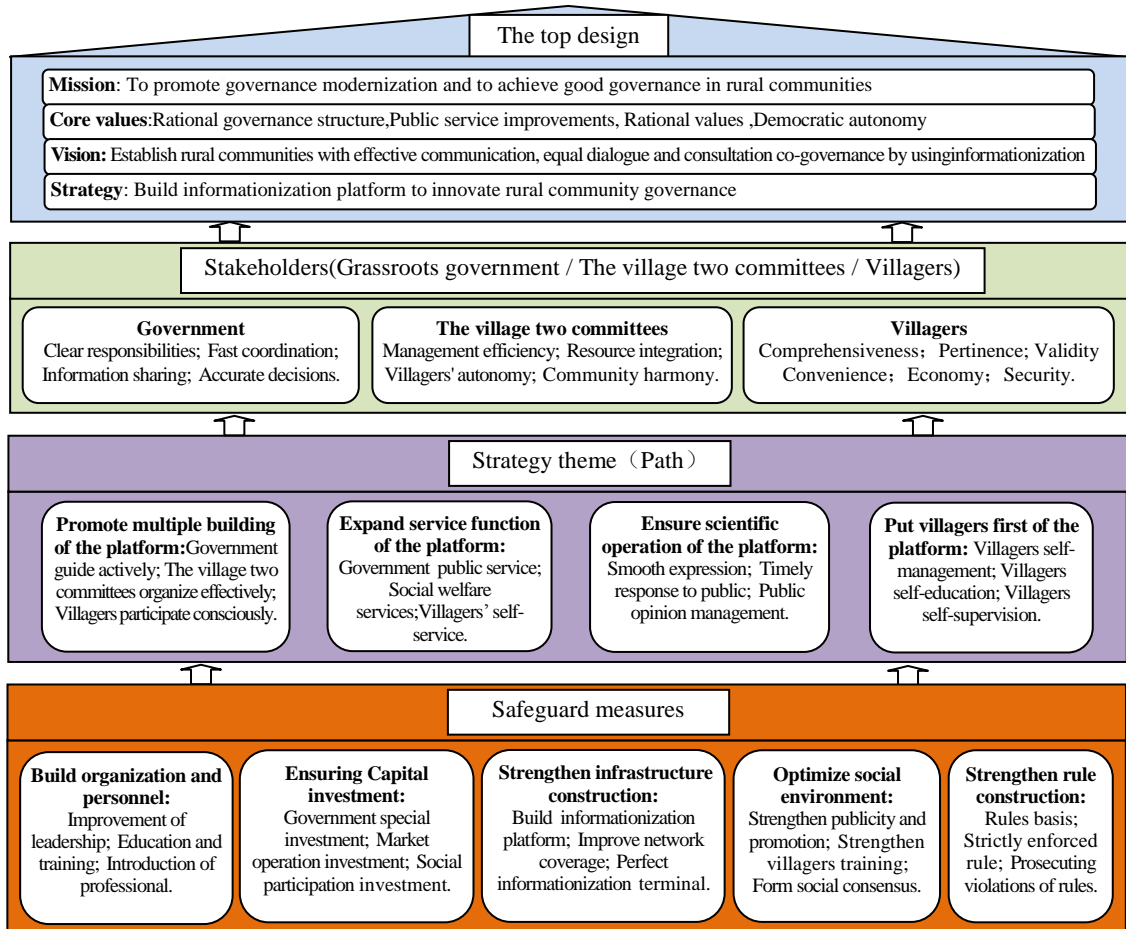 The top design
Mission: To promote governance modernization and to achieve good governance in rural communities
Core values:Rational governance structure,Public service improvements, Rational values ,Democratic autonomy
Vision: Establish rural communities with effective communication, equal dialogue and consultation co-governance by usinginformationization
Strategy: Build informationization platform to innovate rural community governance
Stakeholders(Grassroots government / The village two committees / Villagers)
Government
Clear responsibilities; Fast coordination;
Information sharing; Accurate decisions.
The village two committees
Management efficiency; Resource integration;
Villagers' autonomy; Community harmony.
Villagers
Comprehensiveness；Pertinence; Validity
Convenience；Economy；Security.
Strategy theme（Path）
Promote multiple building
of the platform:Government
guide actively; The village two
committees organize effectively;
Villagers participate consciously.
Expand service function
of the platform:
Government public service;
Social welfare
services;Villagers’ self-
service.
Ensure scientific
operation of the platform:
Smooth expression; Timely
response to public; Public
opinion management.
Put villagers first of the
platform: Villagers self-
management; Villagers
self-education; Villagers
self-supervision.
Safeguard measures
Build organization and
personnel:
Improvement of
leadership; Education and
training; Introduction of
professional.
Ensuring Capital
investment:
Government special
investment; Market
operation investment; Social
participation investment.
Strengthen infrastructure
construction:
Build informationization
platform; Improve network
coverage; Perfect
informationization terminal.
Optimize social
environment:
Strengthen publicity and
promotion; Strengthen
villagers training;
Form social consensus.
Strengthen rule
construction:
Rules basis;
Strictly enforced
rule; Prosecuting
violations of rules.